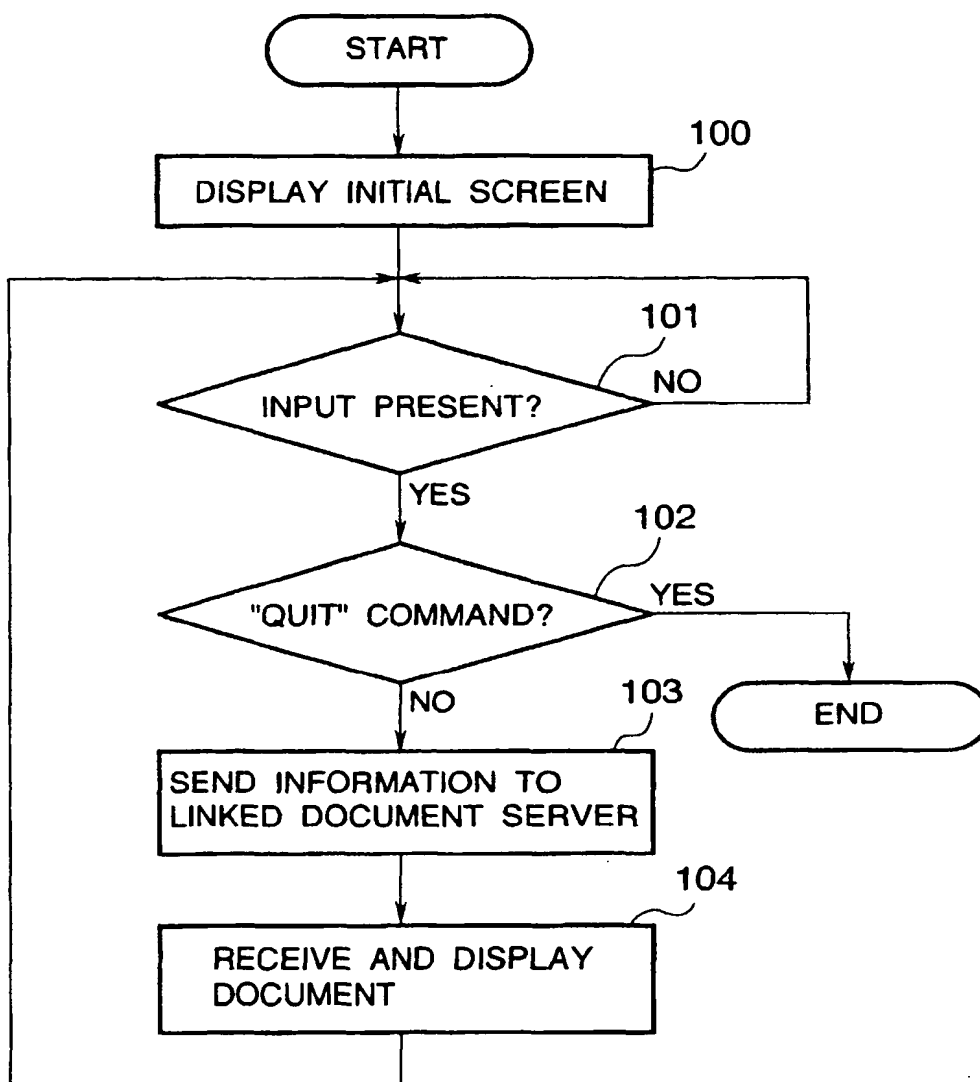 START
100
DISPLAY INITIAL SCREEN
101
NO
INPUT PRESENT?
YES
102
YES
"QUIT" COMMAND?
NO
103
END
SEND INFORMATION TO
LINKED DOCUMENT SERVER
104
RECEIVE AND DISPLAY
DOCUMENT